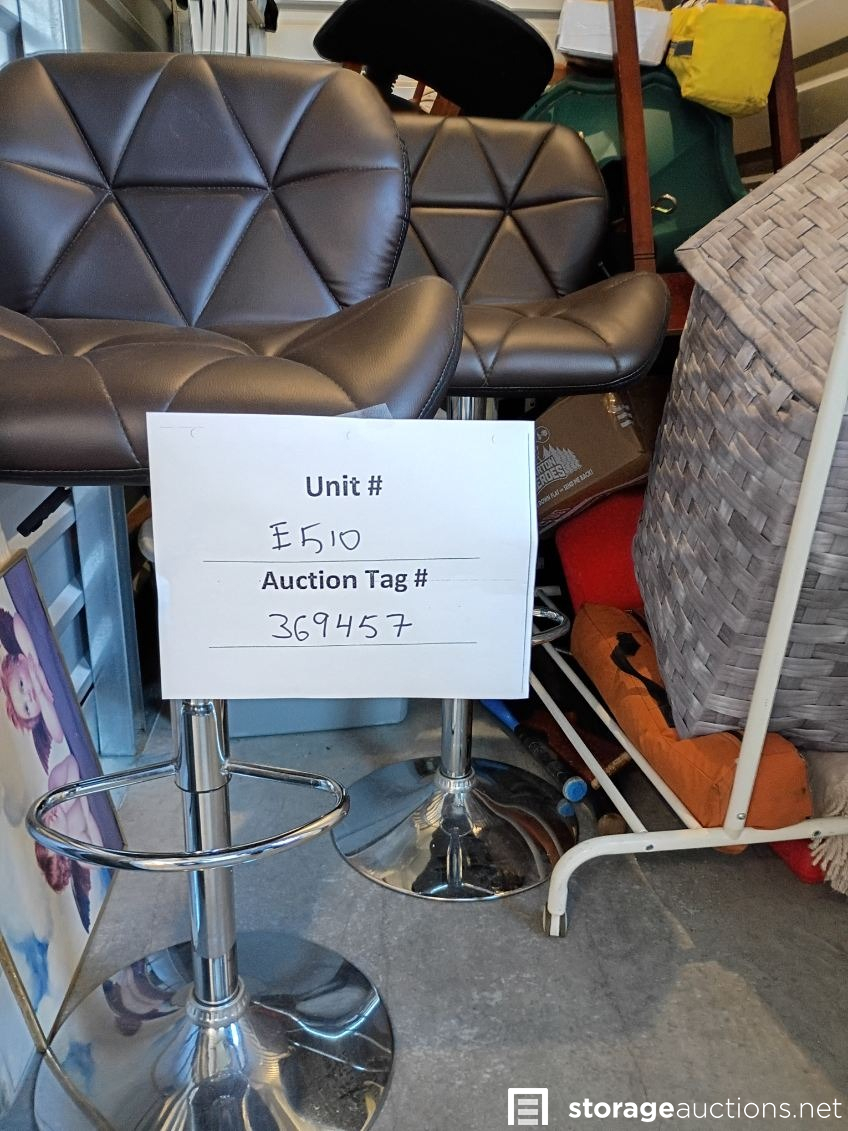 Unit #
E510
Auction Tag #
369457
storageauctions.net